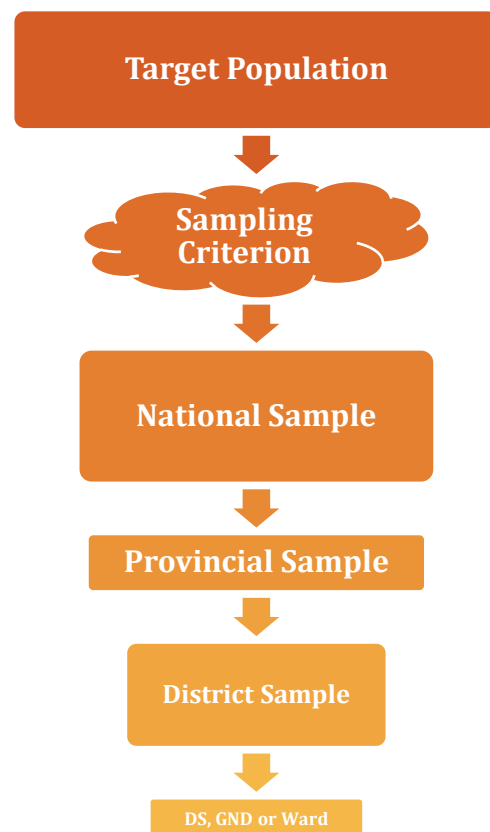 Target Population
Sampling
Criterion
National Sample
Provincial Sample
District Sample
DS, GND or Ward